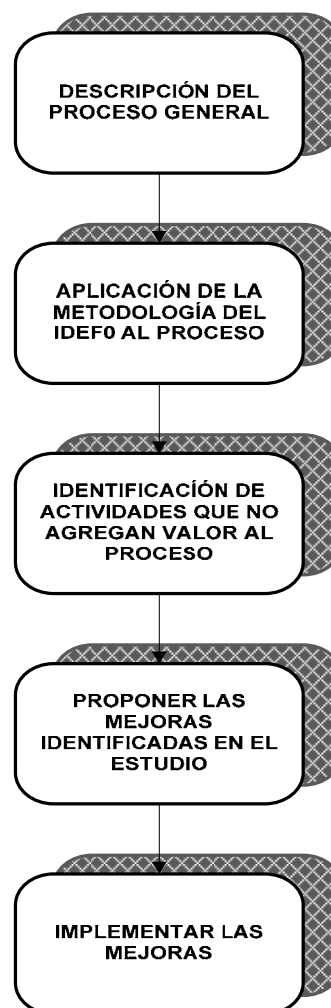 DESCRIPCIÓN DEL
PROCESO GENERAL
APLICACIÓN DE LA
METODOLOGÍA DEL
IDEF0 AL PROCESO
IDENTIFICACÍÓN DE
ACTIVIDADES QUE NO
AGREGAN VALOR AL
PROCESO
PROPONER LAS
MEJORAS
IDENTIFICADAS EN EL
ESTUDIO
IMPLEMENTAR LAS
MEJORAS